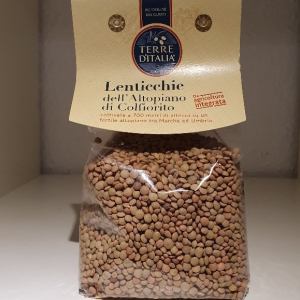 TERRE
D'ITALIA
Lenticchie
dell'Altopiano
di Colfiorito
Da
agricoltura
integrata
coltivate a 700 metri di altezza su un
fertile altopiano tra Marche ed Umbria